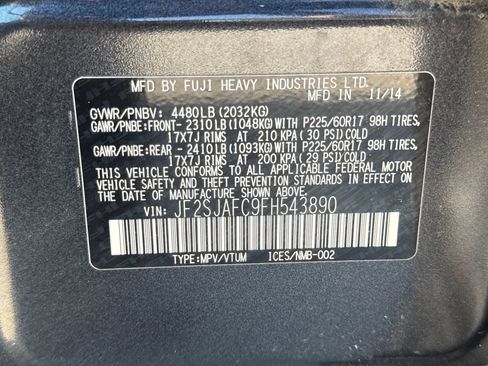 MFD BY FUJI HEAVY INDUSTRIES LTD.
11/14
GVWR/PNBV: 4480LB(2032KG)
GAWR/PNBE:FRONT- 2310LB(1048KG)WITH P225/60R17 98H TIRES,
17X7J RIMS AT 210 KPA(30 PSI)COLD
GAWR/PNBE:REAR -2410LB(1093KG)WITH P225/60R17 98H TIRES,
17X7J RIMS AT 200 KPA(29 PSI)COLD
THIS VEHICLE CONFORMS TO ALL APPLICABLE FEDERAL MOTOR
VEHICLE SAFETY AND THEFT PREVENTION STANDARDS IN EFFECT ON
THE DATE OF MANUFACTURE SHOWN ABOVE.
VIN: JF2SJAFC9FH543890
TYPE:MPV/VTUM ICES/NMB-002